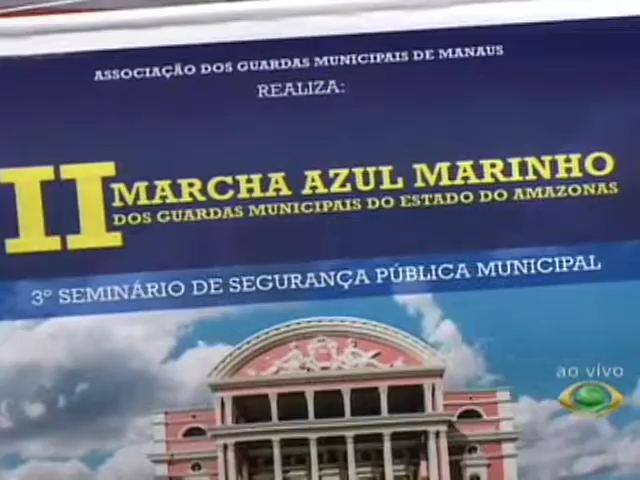 ASSOCIAÇÃO DOS GUARDAS MUNICIPAIS DE MANAUS
REALIZA:
II MARCHA AZUL MARINHO
DOS GUARDAS MUNICIPAIS DO ESTADO DO AMAZONAS
3º SEMINÁRIO DE SEGURANÇA PÚBLICA MUNICIPAL
ao vivo